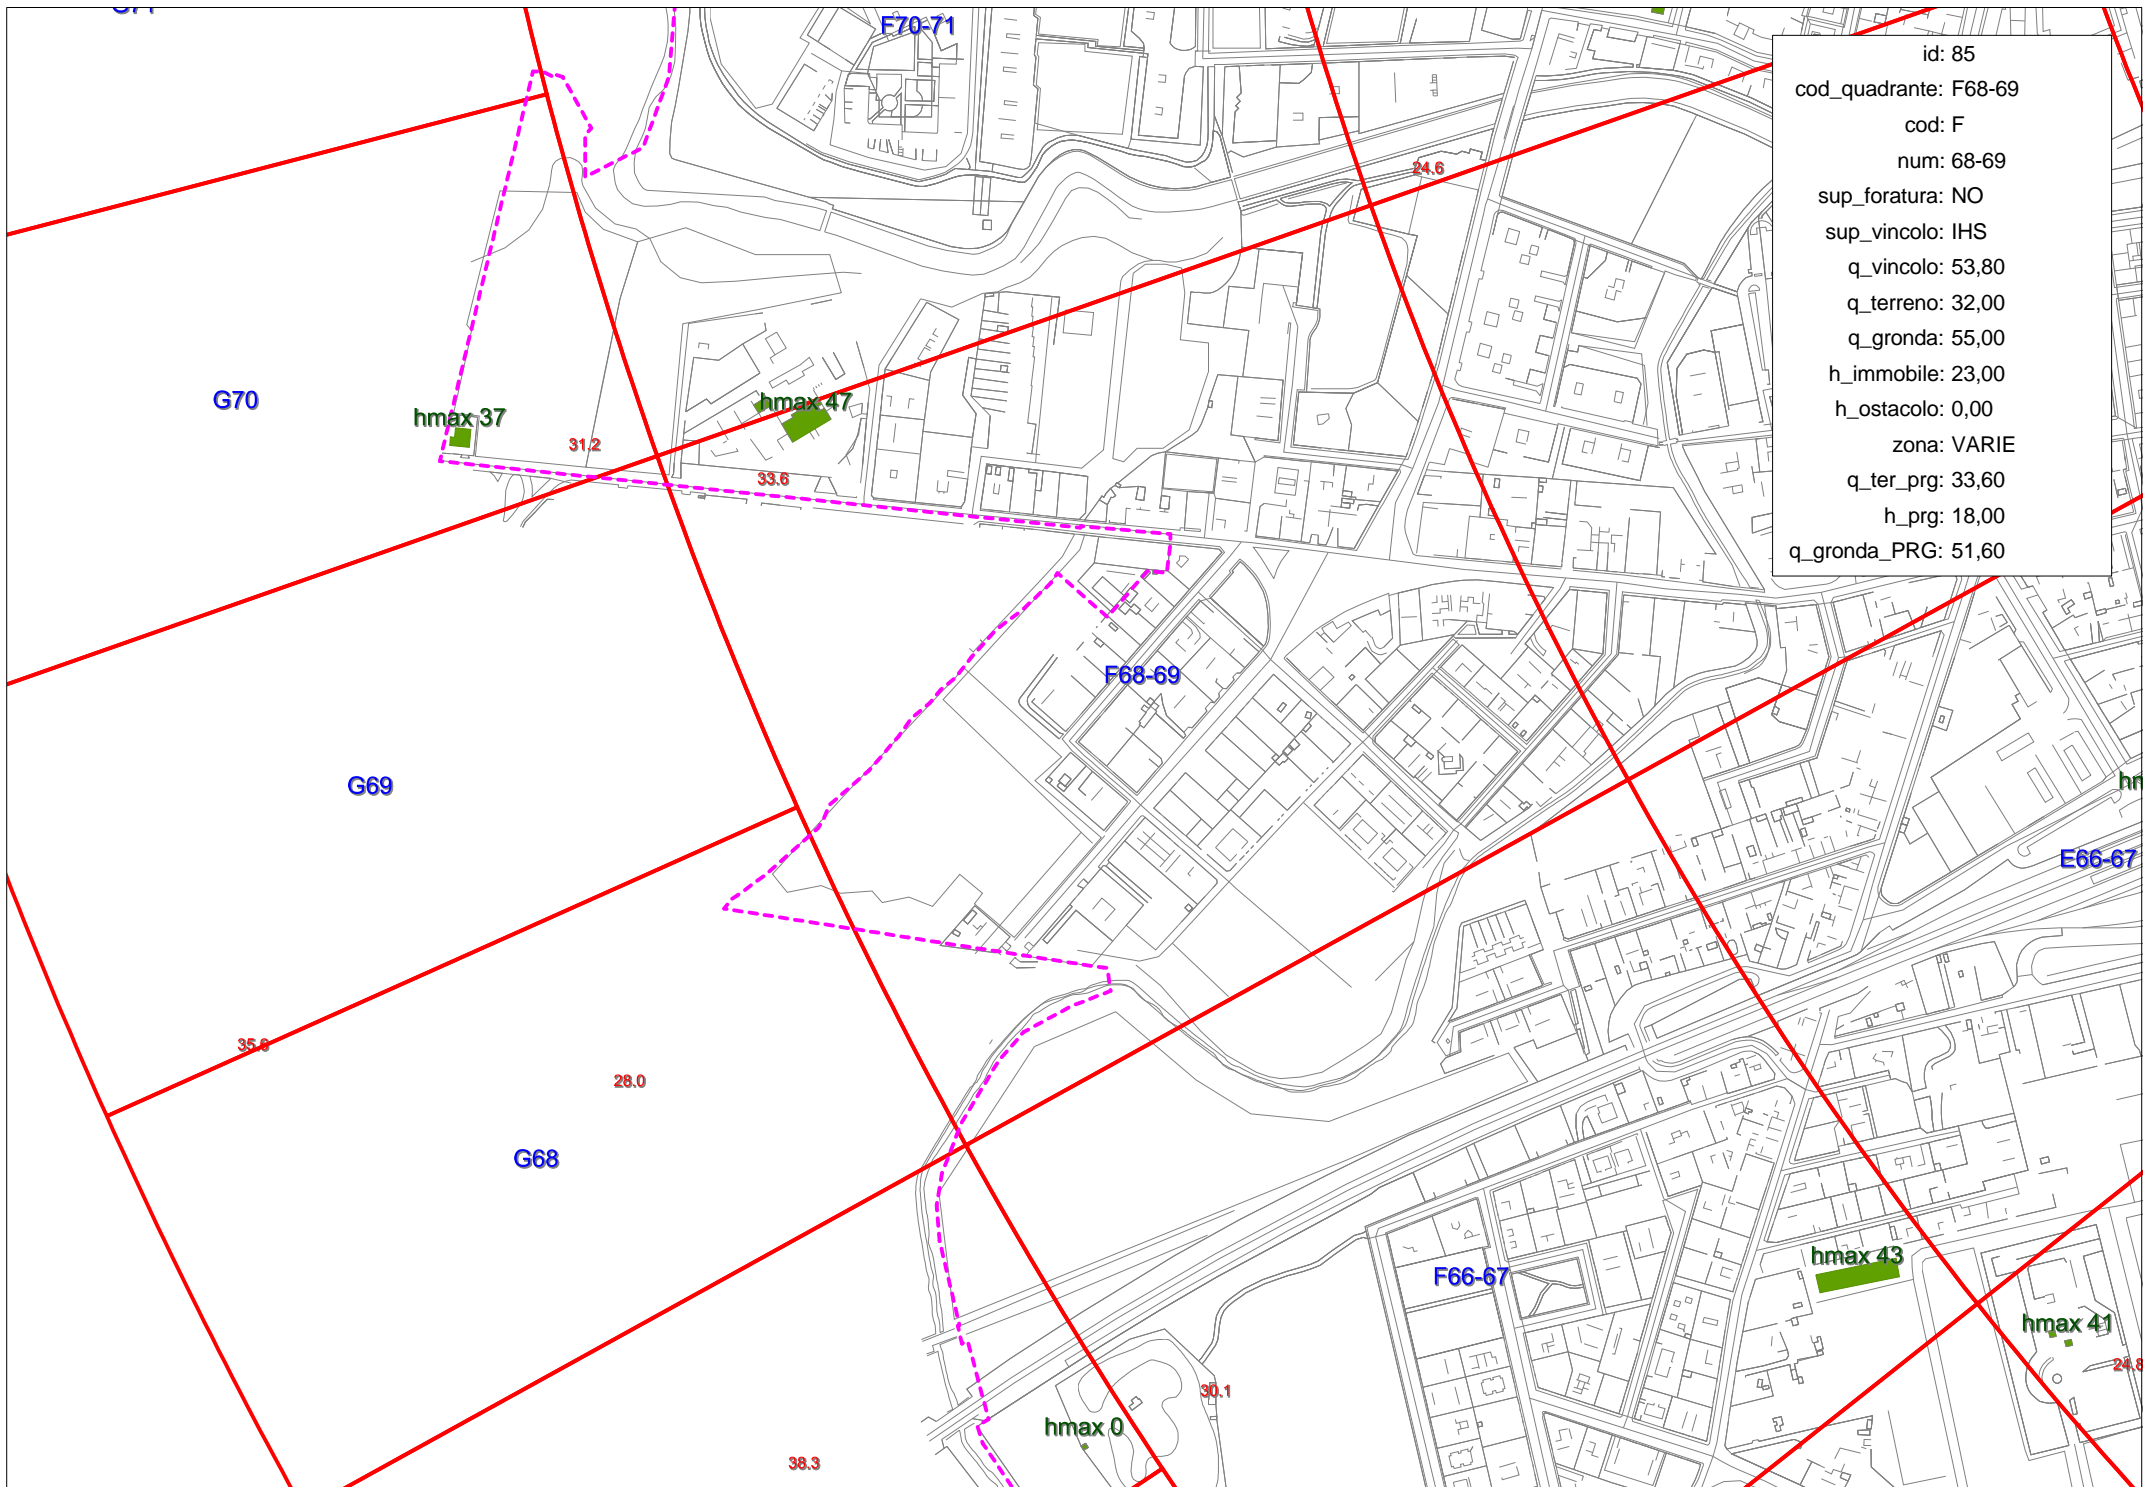 F70-71
id: 85
cod_quadrante: F68-69
cod: F
num: 68-69
sup_foratura: NO
sup_vincolo: IHS
q_vincolo: 53,80
q_terreno: 32,00
q_gronda: 55,00
h_immobile: 23,00
h_ostacolo: 0,00
zona: VARIE
q_ter_prg: 33,60
h_prg: 18,00
q_gronda_PRG: 51,60
24.6
G70
hmax 37
hmax 47
31.2
33.6
F68-69
G69
E66-67
35.6
28.0
G68
F66-67
hmax 43
hmax 41
24.8
30.1
hmax 0
38.3